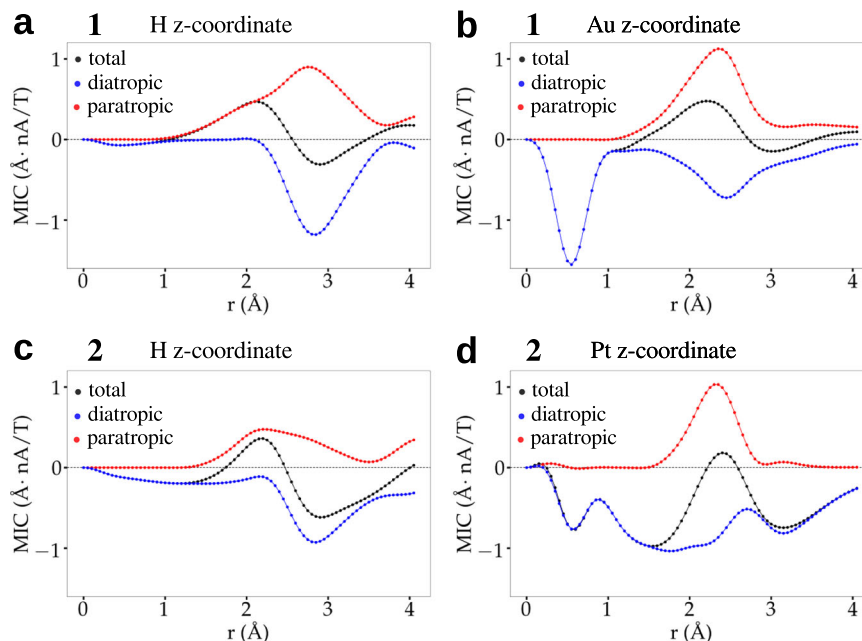 a 1 H z-coordinate
total
diatropic
paratropic
MIC (Å· nA/T)
1
0
−1
0 1 2 3 4
r (Å)
b 1 Au z-coordinate
total
diatropic
paratropic
MIC (Å· nA/T)
1
0
−1
0 1 2 3 4
r (Å)
c 2 H z-coordinate
total
diatropic
paratropic
MIC (Å· nA/T)
1
0
−1
0 1 2 3 4
r (Å)
d 2 Pt z-coordinate
total
diatropic
paratropic
MIC (Å· nA/T)
1
0
−1
0 1 2 3 4
r (Å)